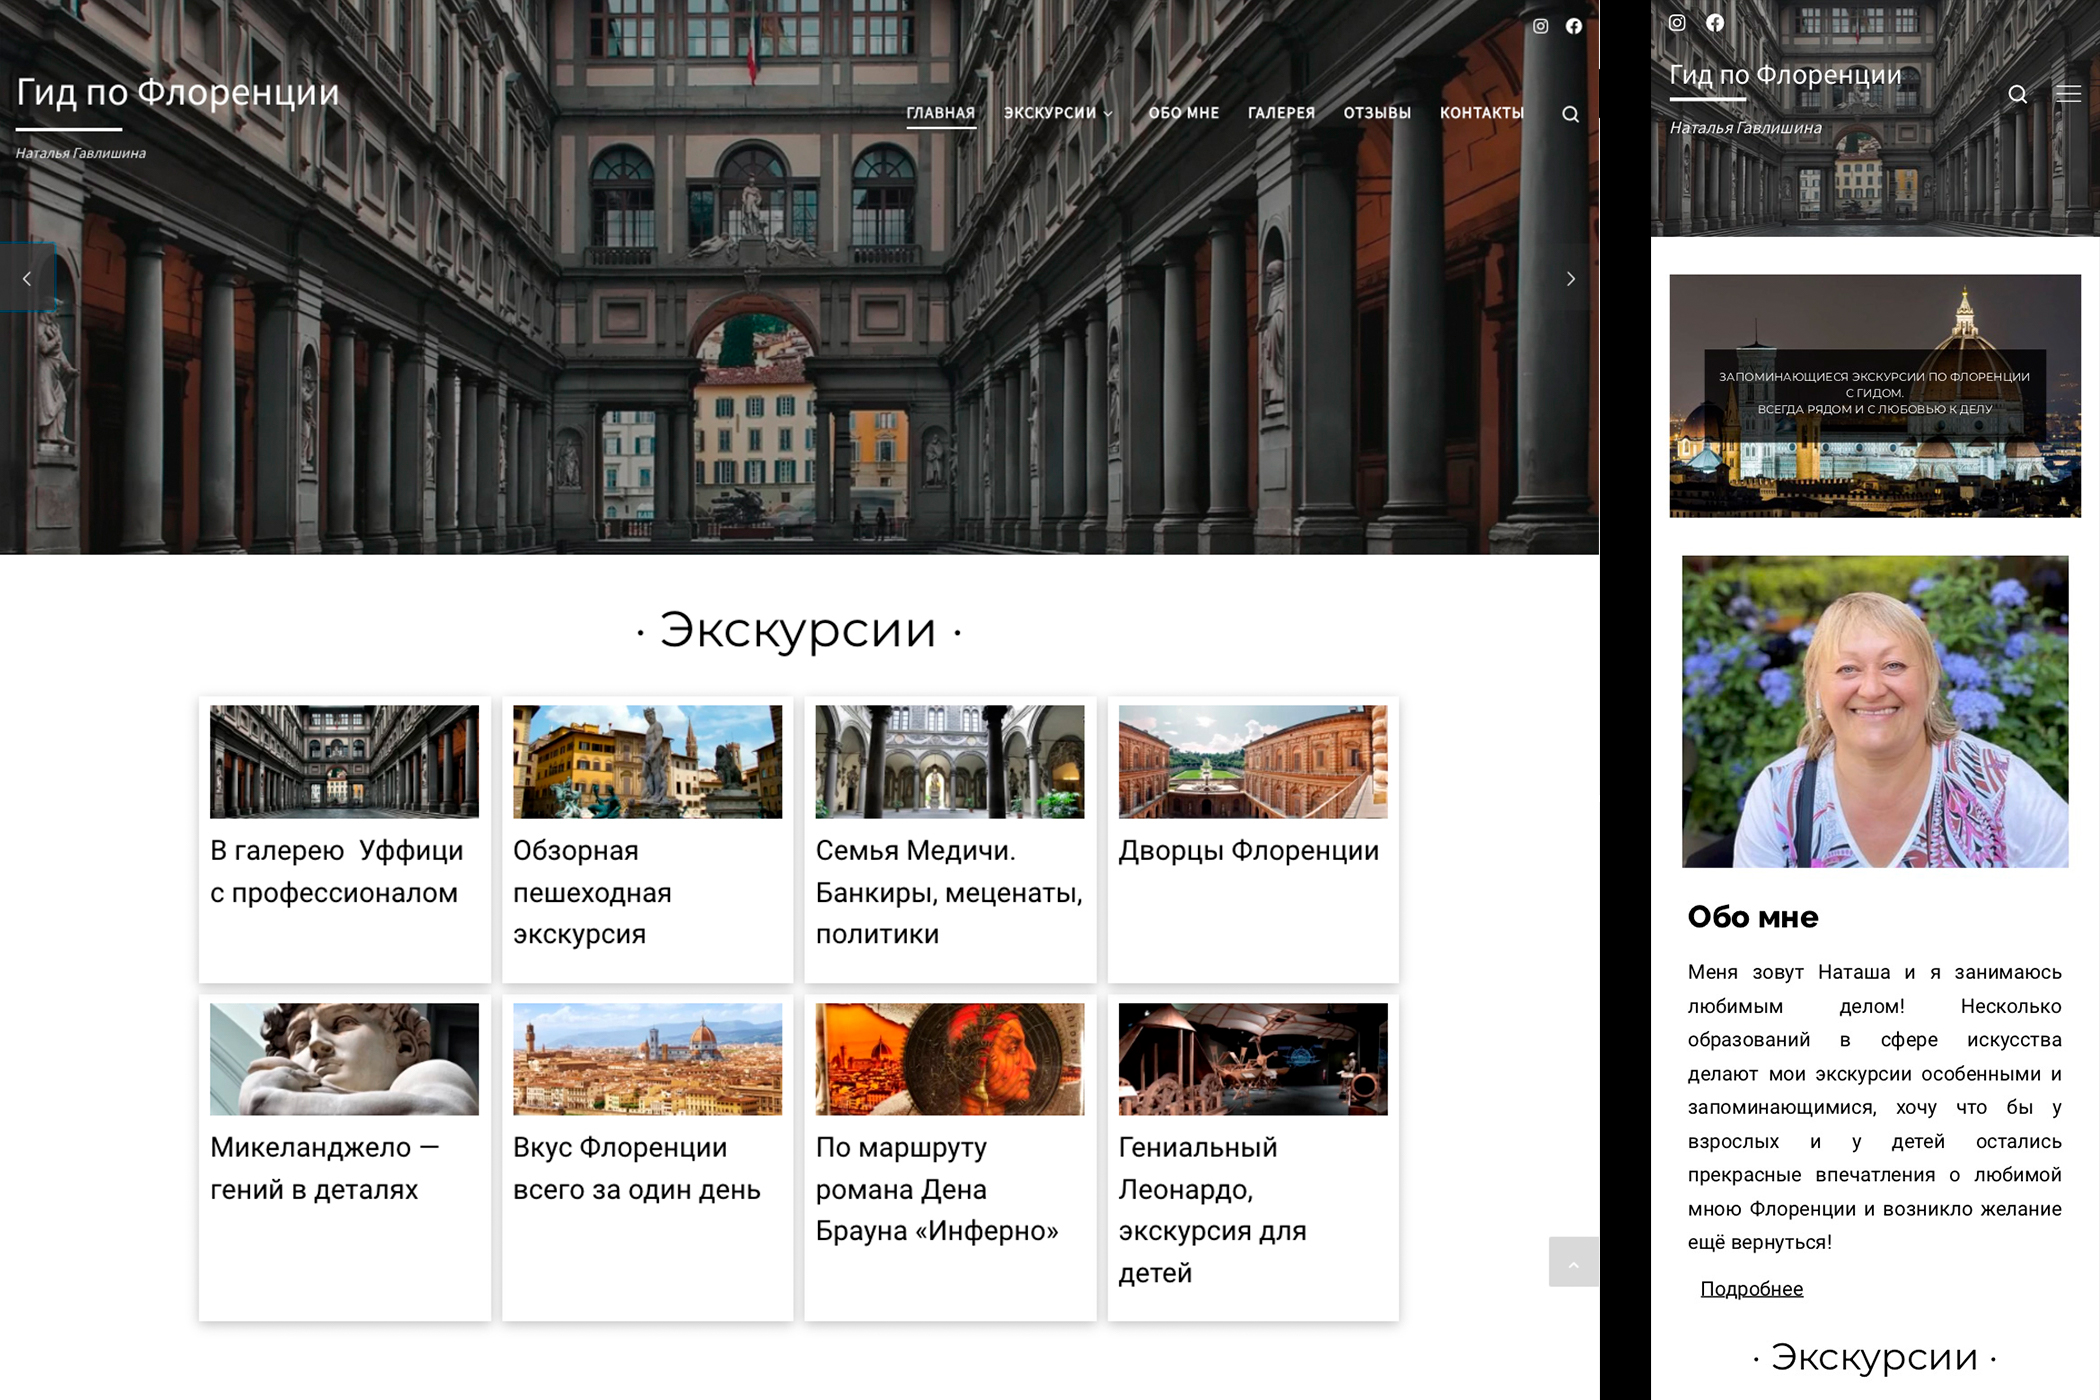 Гид по Флоренции
Наталья Гавлишина
ГЛАВНАЯ ЭКСКУРСИИ ОБО МНЕ ГАЛЕРЕЯ ОТЗЫВЫ КОНТАКТЫ
· Экскурсии ·
В галерею Уффици
с профессионалом
Обзорная
пешеходная
экскурсия
Семья Медичи.
Банкиры, меценаты,
политики
Дворцы Флоренции
Микеланджело —
гений в деталях
Вкус Флоренции
всего за один день
По маршруту
романа Дена
Брауна «Инферно»
Гениальный
Леонардо,
экскурсия для
детей
Гид по Флоренции
Наталья Гавлишина
ЗАПОМИНАЮЩИЕСЯ ЭКСКУРСИИ ПО ФЛОРЕНЦИИ
С ГИДОМ.
ВСЕГДА РЯДОМ И С ЛЮБОВЬЮ К ДЕЛУ
Обо мне
Меня зовут Наташа и я занимаюсь
любимым делом! Несколько
образований в сфере искусства
делают мои экскурсии особенными и
запоминающимися, хочу что бы у
взрослых и у детей остались
прекрасные впечатления о любимой
мною Флоренции и возникло желание
ещё вернуться!
Подробнее
· Экскурсии ·